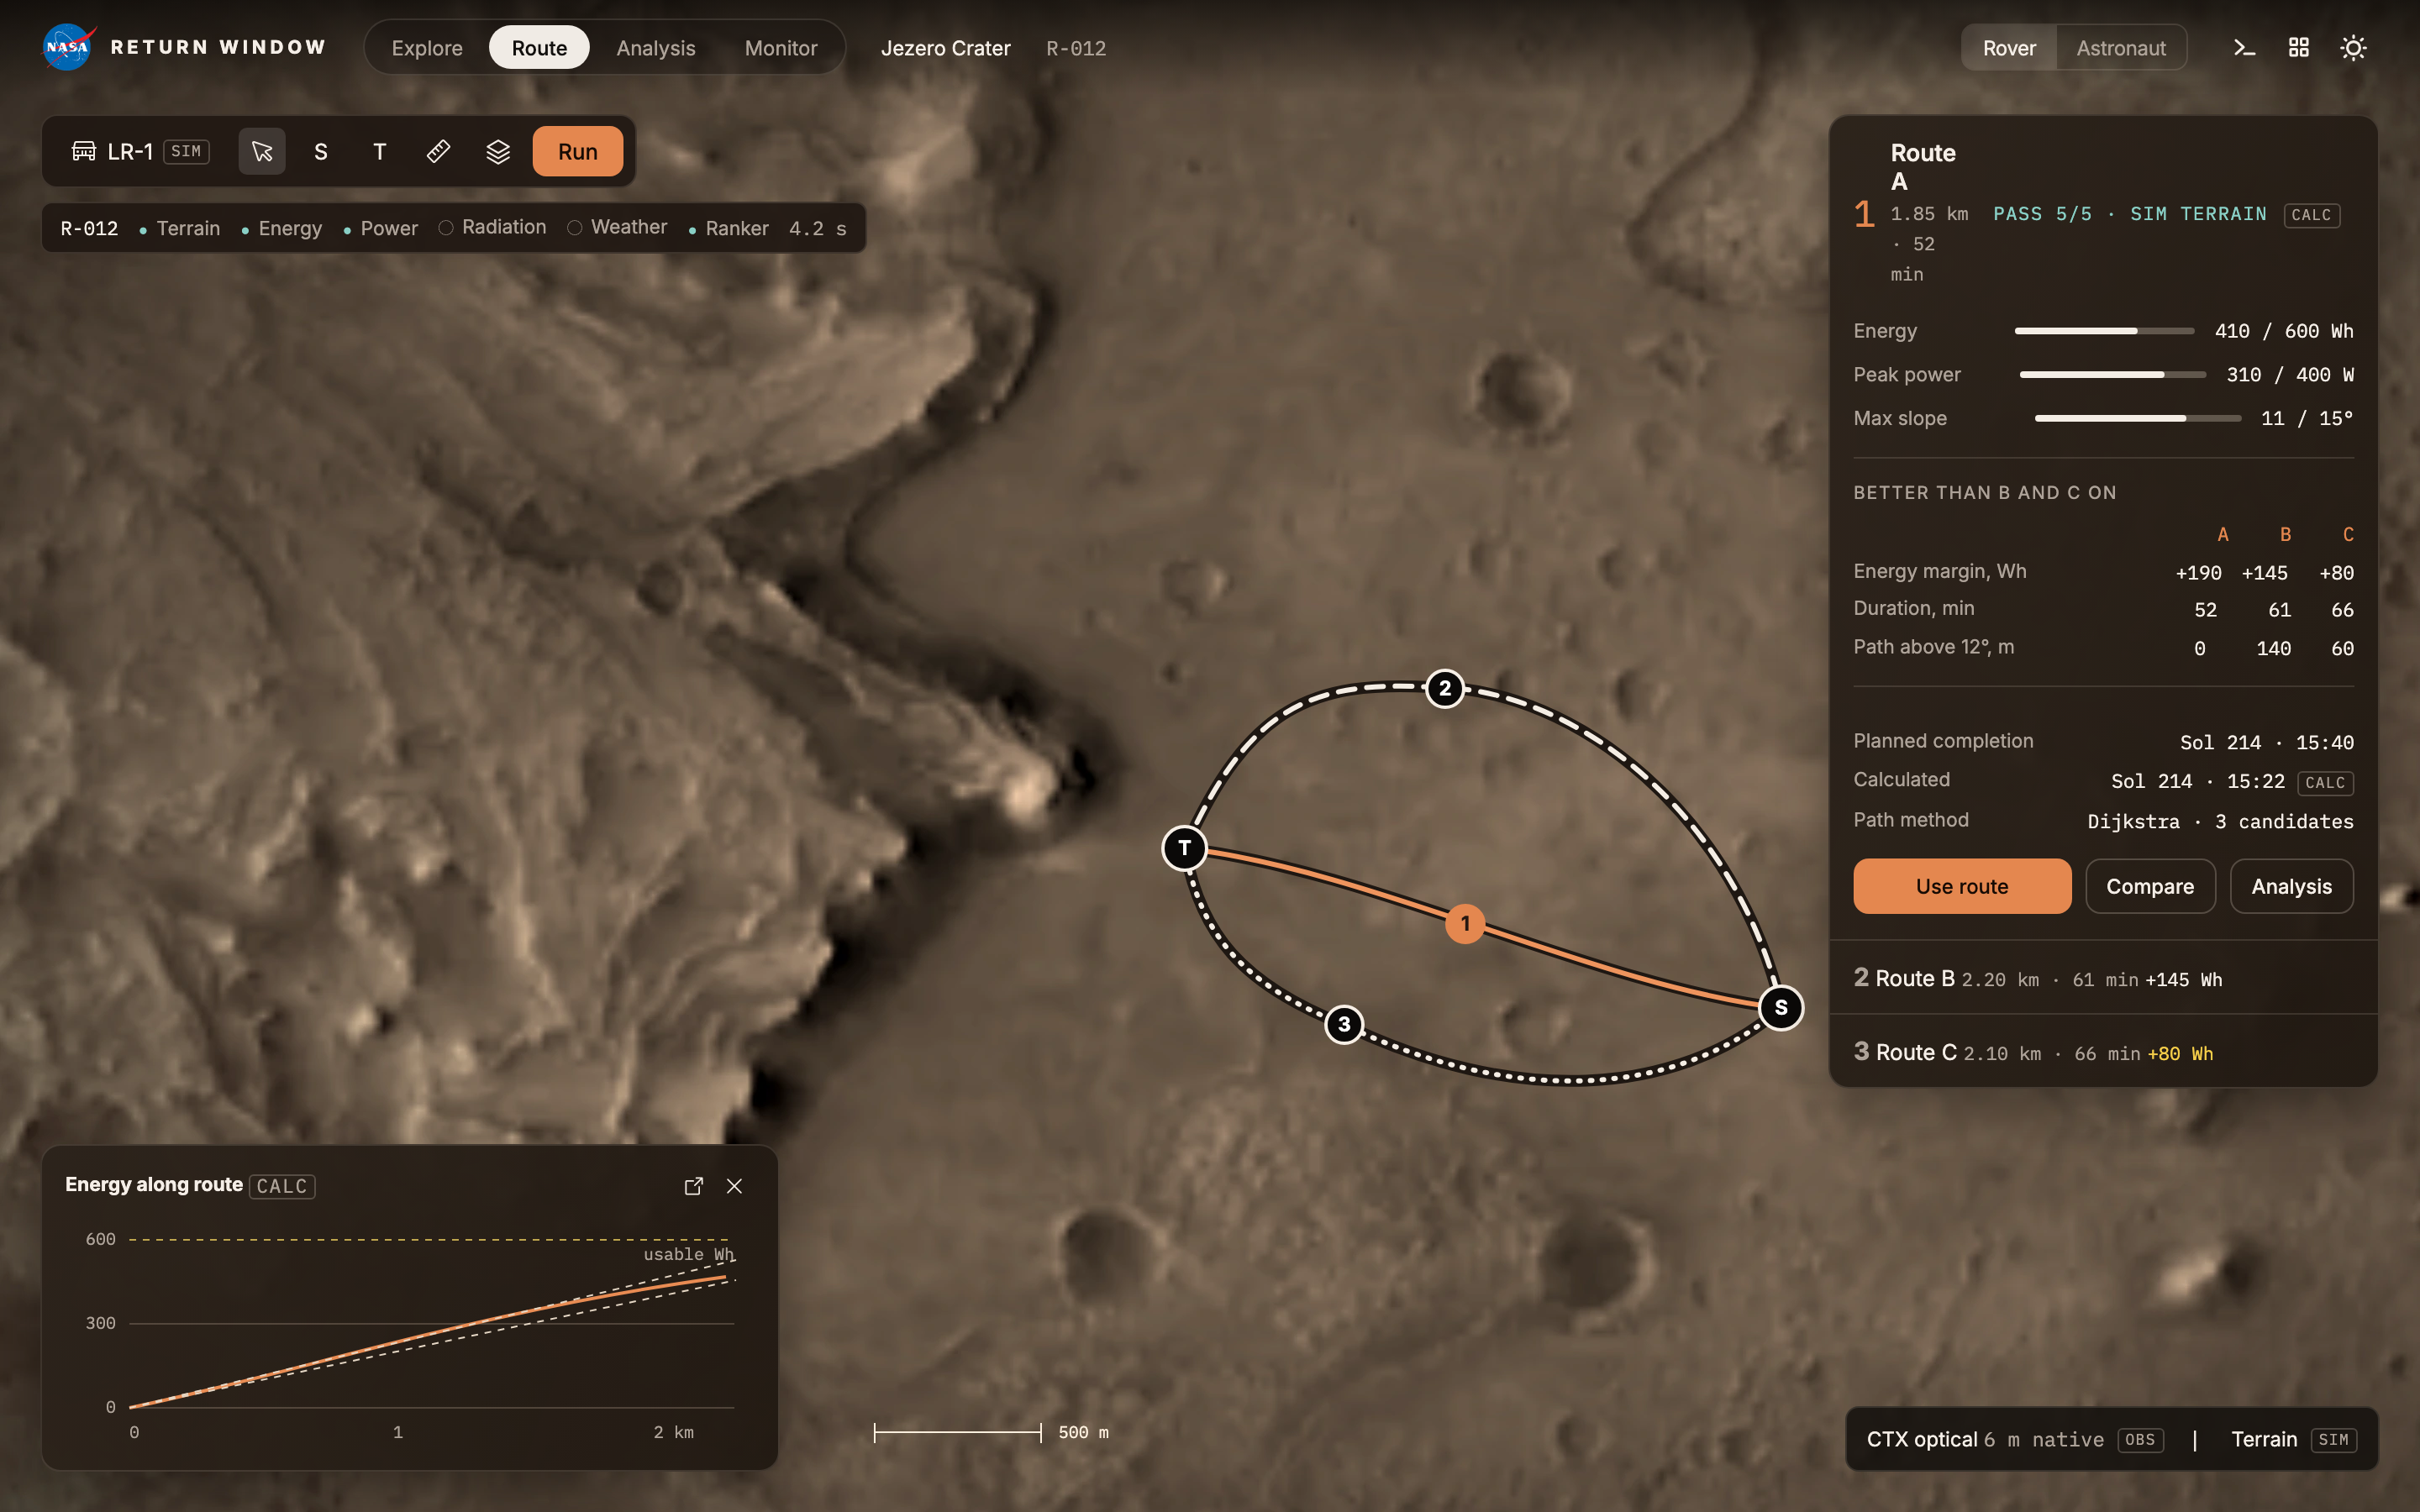 NASA RETURN WINDOW Explore Route Analysis Monitor Jezero Crater R-012 Rover Astronaut
LR-1 SIM S T Run
R-012 Terrain Energy Power Radiation Weather Ranker 4.2 s
Route
A
1 1.85 km PASS 5/5 · SIM TERRAIN CALC
· 52
min
Energy 410 / 600 Wh
Peak power 310 / 400 W
Max slope 11 / 15°
BETTER THAN B AND C ON
A B C
Energy margin, Wh +190 +145 +80
Duration, min 52 61 66
Path above 12°, m 0 140 60
Planned completion Sol 214 · 15:40
Calculated Sol 214 · 15:22 CALC
Path method Dijkstra · 3 candidates
Use route Compare Analysis
2 Route B 2.20 km · 61 min +145 Wh
3 Route C 2.10 km · 66 min +80 Wh
2
T
1
S
3
Energy along route CALC
600
usable Wh
300
0
0 1 2 km
500 m
CTX optical 6 m native OBS | Terrain SIM